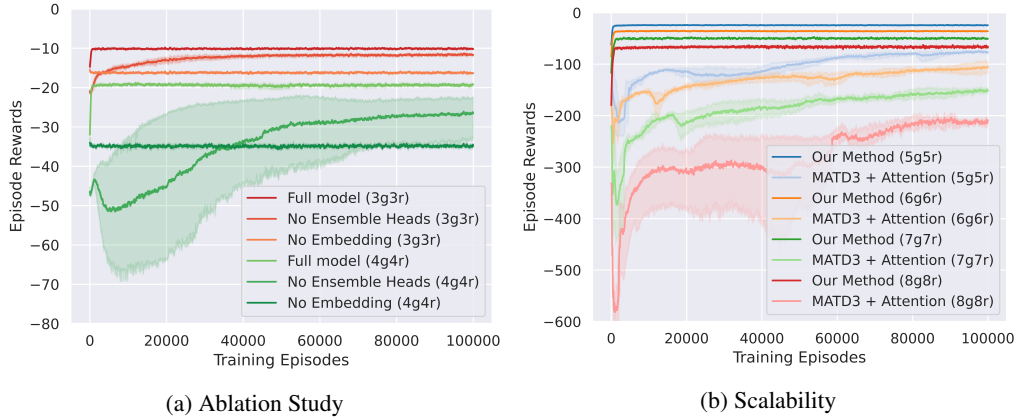 0
−10
−20
−30
−40
−50
−60
−70
−80
Episode Rewards
Full model (3g3r)
No Ensemble Heads (3g3r)
No Embedding (3g3r)
Full model (4g4r)
No Ensemble Heads (4g4r)
No Embedding (4g4r)
0 20000 40000 60000 80000 100000
Training Episodes
(a) Ablation Study
0
−100
−200
−300
−400
−500
−600
Episode Rewards
Our Method (5g5r)
MATD3 + Attention (5g5r)
Our Method (6g6r)
MATD3 + Attention (6g6r)
Our Method (7g7r)
MATD3 + Attention (7g7r)
Our Method (8g8r)
MATD3 + Attention (8g8r)
0 20000 40000 60000 80000 100000
Training Episodes
(b) Scalability